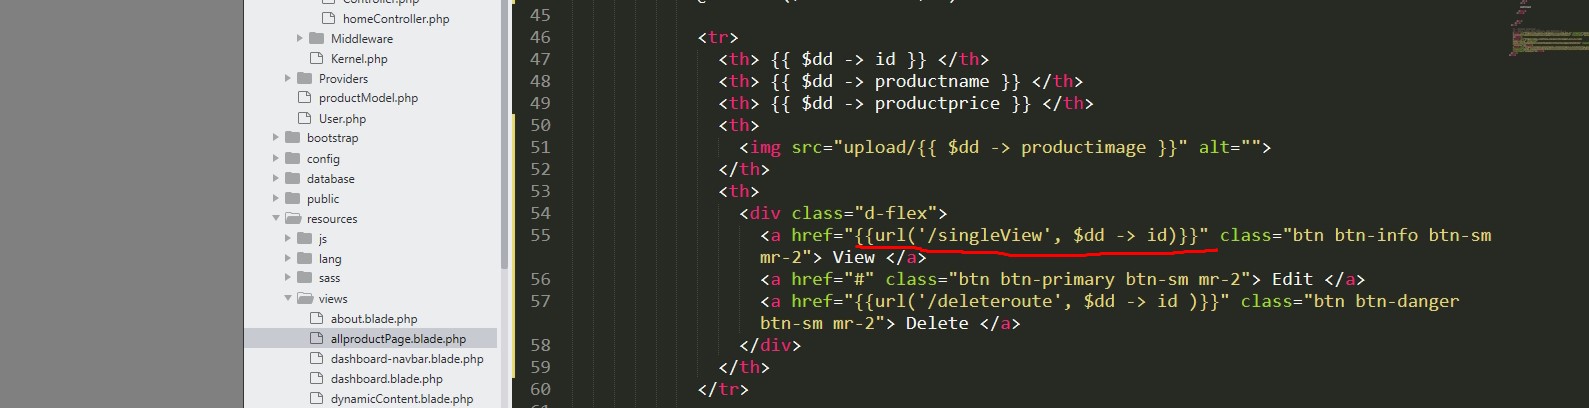 homeController.php
Middleware
Kernel.php
Providers
productModel.php
User.php
bootstrap
config
database
public
resources
js
lang
sass
views
about.blade.php
allproductPage.blade.php
dashboard-navbar.blade.php
dashboard.blade.php
dynamicContent.blade.php
45
46 <tr>
47 <th> {{ $dd -> id }} </th>
48 <th> {{ $dd -> productname }} </th>
49 <th> {{ $dd -> productprice }} </th>
50 <th>
51 <img src="upload/{{ $dd -> productimage }}" alt="">
52 </th>
53 <th>
54 <div class="d-flex">
55 <a href="{{url('/singleView', $dd -> id)}}" class="btn btn-info btn-sm
mr-2"> View </a>
56 <a href="#" class="btn btn-primary btn-sm mr-2"> Edit </a>
57 <a href="{{url('/deleteroute', $dd -> id )}}" class="btn btn-danger
btn-sm mr-2"> Delete </a>
58 </div>
59 </th>
60 </tr>